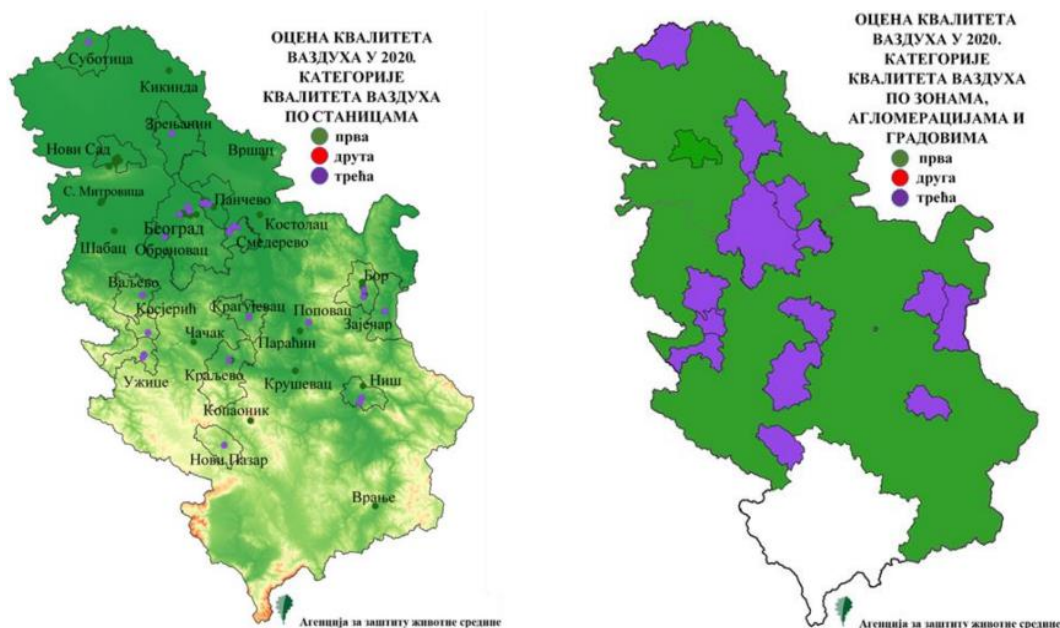 ОЦЕНА КВАЛИТЕТА
ВАЗДУХА У 2020.
КАТЕГОРИЈЕ
КВАЛИТЕТА ВАЗДУХА
ПО СТАНИЦАМА
прва
друта
трећа
Суботица
Кикинда
Зрењанин
Нови Сад
Вршац
С. Митровица
Панчево
Београд
Костолац
Смедерево
Шабац
Обреновац
Бор
Ваљево
Косјерић
Крагујевац
Поповац
Зајечар
Чачак
Параћин
Ужице
Краљево
Крушевац
Ниш
Копаоник
Нови Пазар
Врање
Агенција за заштиту животне средине
ОЦЕНА КВАЛИТЕТА
ВАЗДУХА У 2020.
КАТЕГОРИЈЕ
КВАЛИТЕТА ВАЗДУХА
ПО ЗОНАМА,
АГЛОМЕРАЦИЈАМА И
ГРАДОВИМА
прва
друга
трећа
Агенција за заштиту животне средине